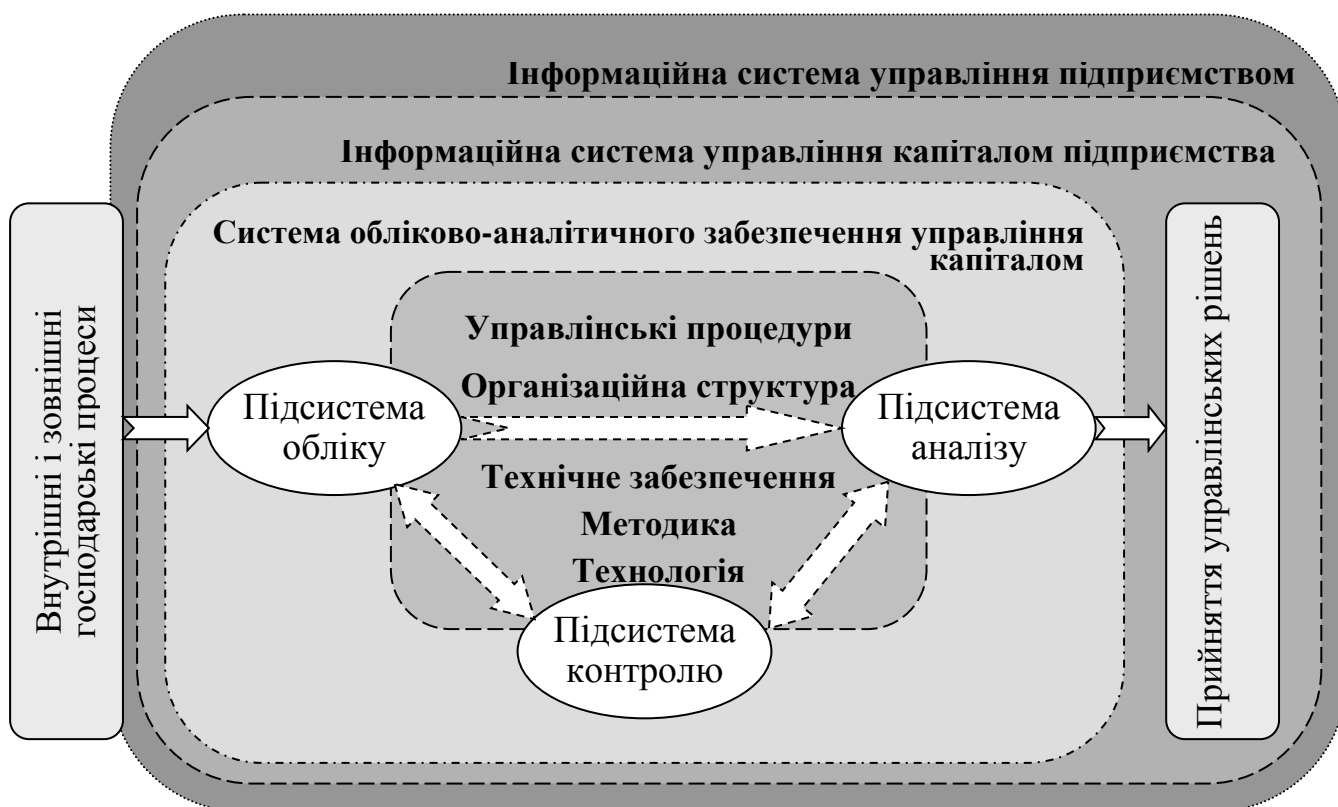 Інформаційна система управління підприємством
Інформаційна система управління капіталом підприємства
Система обліково-аналітичного забезпечення управління
капіталом
Внутрішні і зовнішні
господарські процеси
Управлінські процедури
Організаційна структура
Підсистема
обліку
Підсистема
аналізу
Технічне забезпечення
Методика
Технологія
Підсистема
контролю
Прийняття управлінських рішень